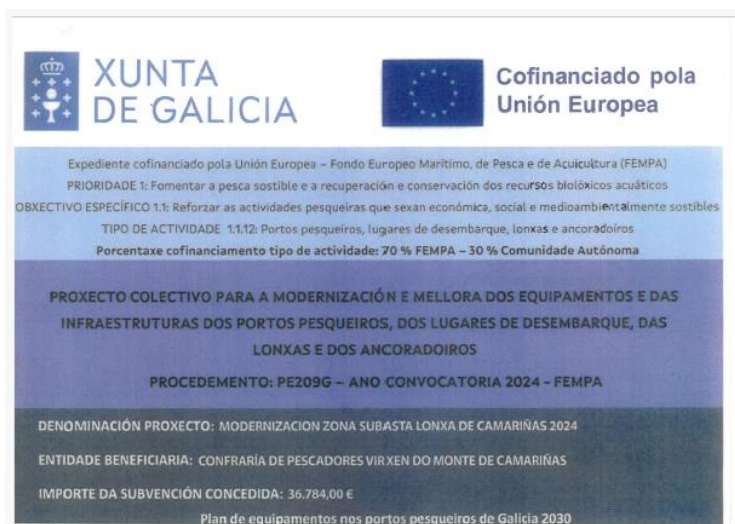 XUNTA
DE GALICIA
Cofinanciado pola
Unión Europea
Expediente cofinanciado pola Unión Europea – Fondo Europeo Marítimo, de Pesca e de Acuicultura (FEMPA)
PRIORIDADE 1: Fomentar a pesca sostible e a recuperación e conservación dos recursos biolóxicos acuáticos
OBXECTIVO ESPECÍFICO 1.1: Reforzar as actividades pesqueiras que sexan económica, social e medioambientalmente sostibles
TIPO DE ACTIVIDADE 1.1.12: Portos pesqueiros, lugares de desembarque, lonxas e ancoradoiros
Porcentaxe cofinanciamento tipo de actividade: 70 % FEMPA – 30 % Comunidade Autónoma
PROXECTO COLECTIVO PARA A MODERNIZACIÓN E MELLORA DOS EQUIPAMENTOS E DAS
INFRAESTRUTURAS DOS PORTOS PESQUEIROS, DOS LUGARES DE DESEMBARQUE, DAS
LONXAS E DOS ANCORADOIROS
PROCEDEMENTO: PE209G – ANO CONVOCATORIA 2024 - FEMPA
DENOMINACIÓN PROXECTO: MODERNIZACION ZONA SUBASTA LONXA DE CAMARIÑAS 2024
ENTIDADE BENEFICIARIA: CONFRARÍA DE PESCADORES VIRXEN DO MONTE DE CAMARIÑAS
IMPORTE DA SUBVENCIÓN CONCEDIDA: 36.784,00 €
Plan de equipamentos nos portos pesqueiros de Galicia 2030